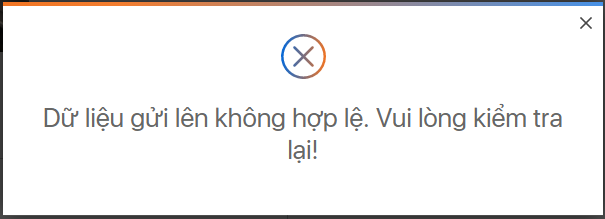 Dữ liệu gửi lên không hợp lệ. Vui lòng kiểm tra
lại!